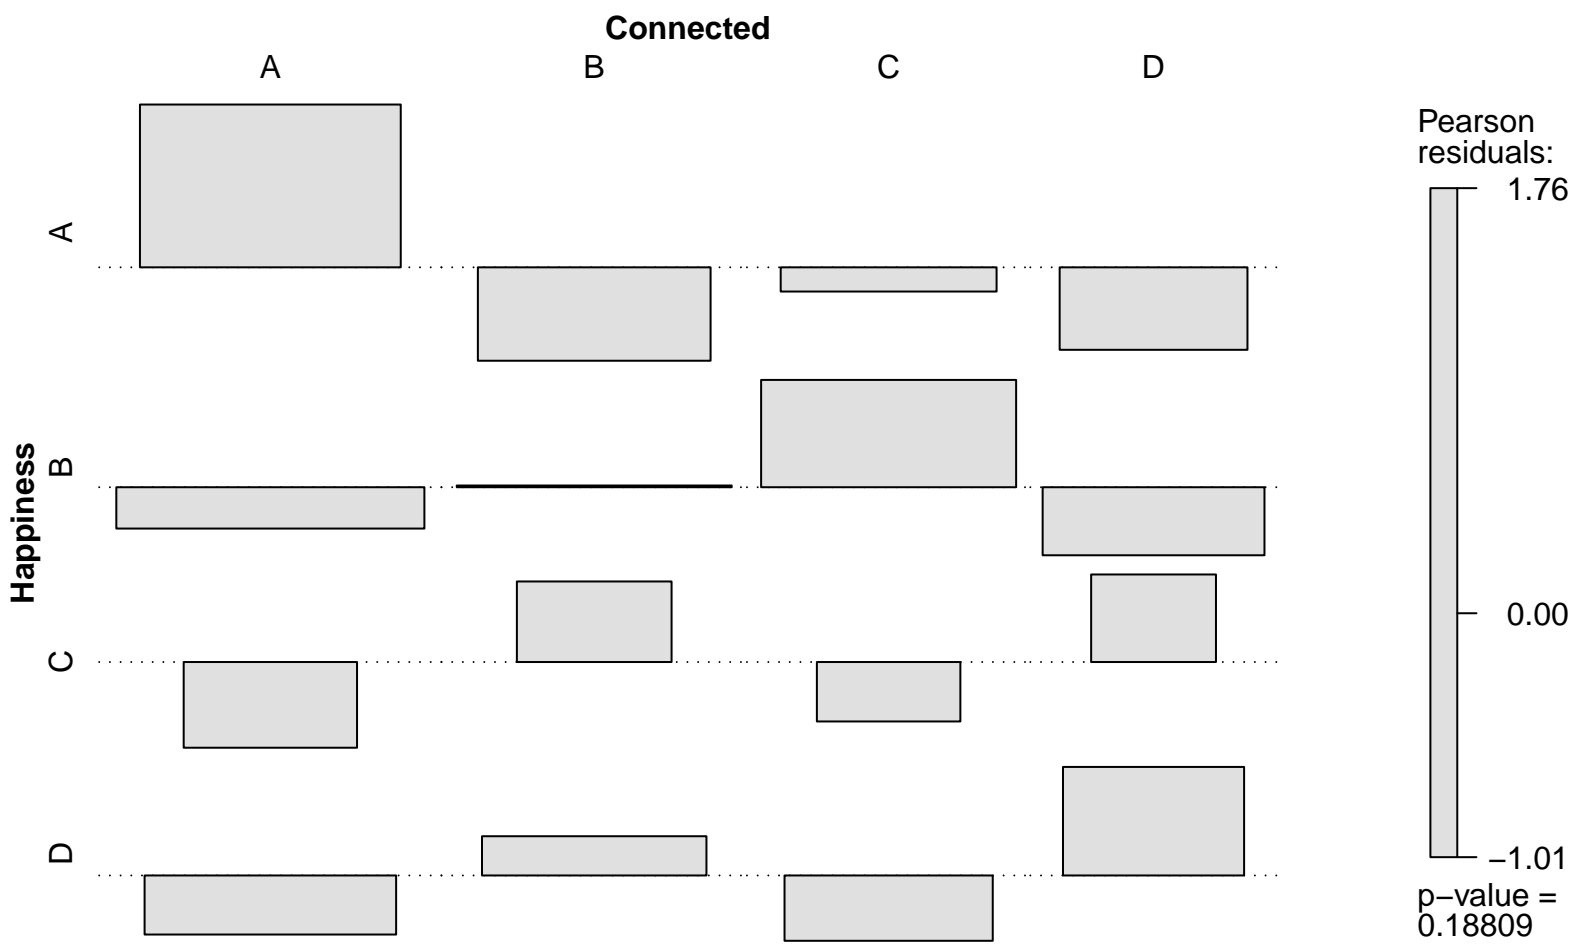 Connected
A B C D
A
B
C
D
Happiness
Pearson
residuals:
1.76
0.00
−1.01
p−value =
0.18809